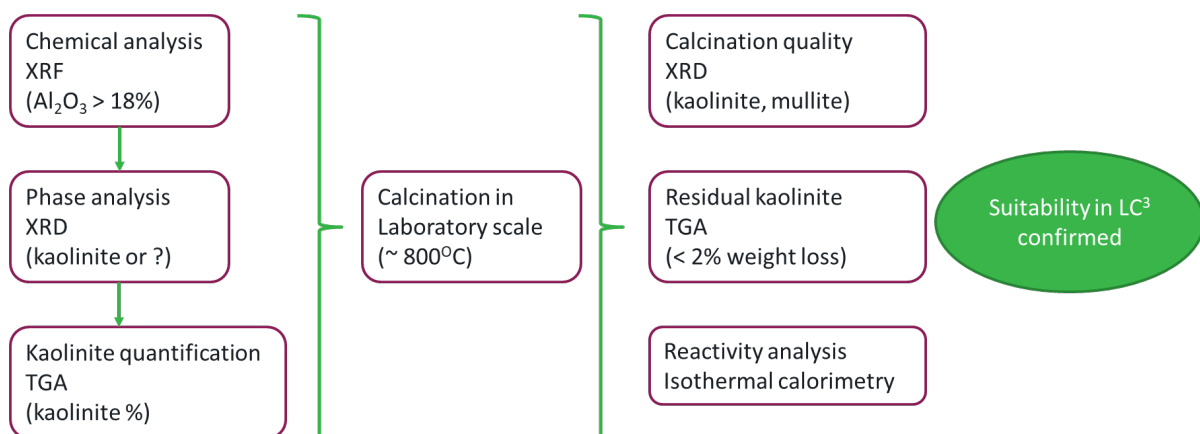 Chemical analysis
XRF
(Al₂O₃ > 18%)
Phase analysis
XRD
(kaolinite or ?)
Kaolinite quantification
TGA
(kaolinite %)
Calcination in
Laboratory scale
(~ 800⁰C)
Calcination quality
XRD
(kaolinite, mullite)
Residual kaolinite
TGA
(< 2% weight loss)
Reactivity analysis
Isothermal calorimetry
Suitability in LC³
confirmed